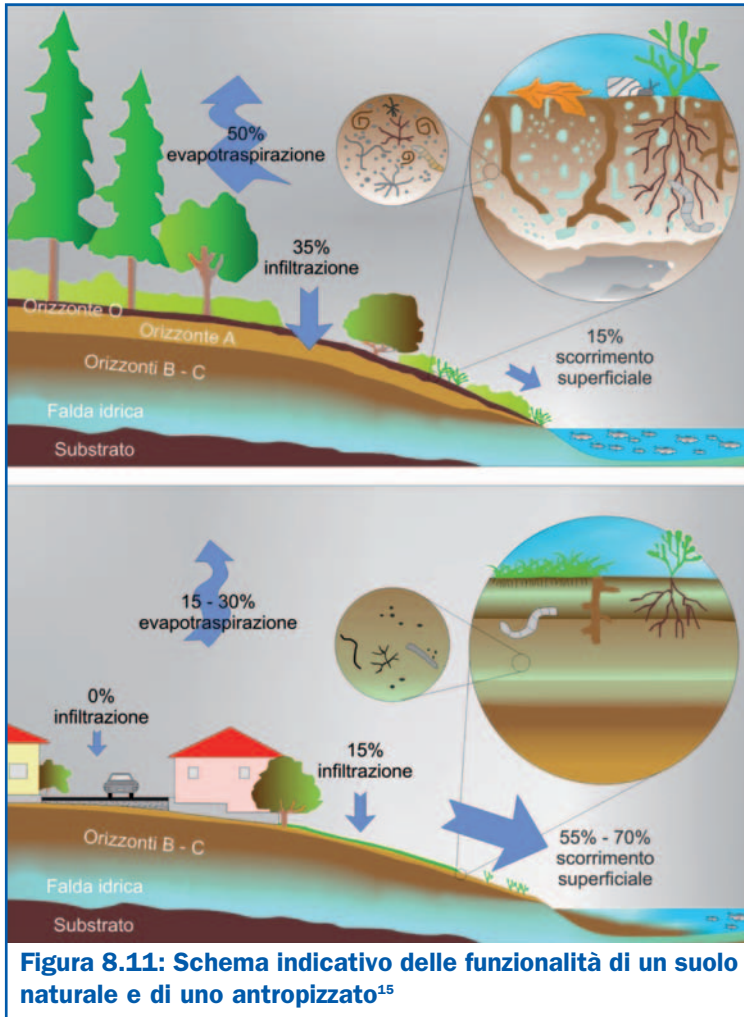 50%
evapotraspirazione
35%
infiltrazione
15%
scorrimento
superficiale
Orizzonte O
Orizzonte A
Orizzonti B - C
Falda idrica
Substrato
15 - 30%
evapotraspirazione
0%
infiltrazione
15%
infiltrazione
55% - 70%
scorrimento
superficiale
Orizzonti B - C
Falda idrica
Substrato
Figura 8.11: Schema indicativo delle funzionalità di un suolo
naturale e di uno antropizzato¹⁵